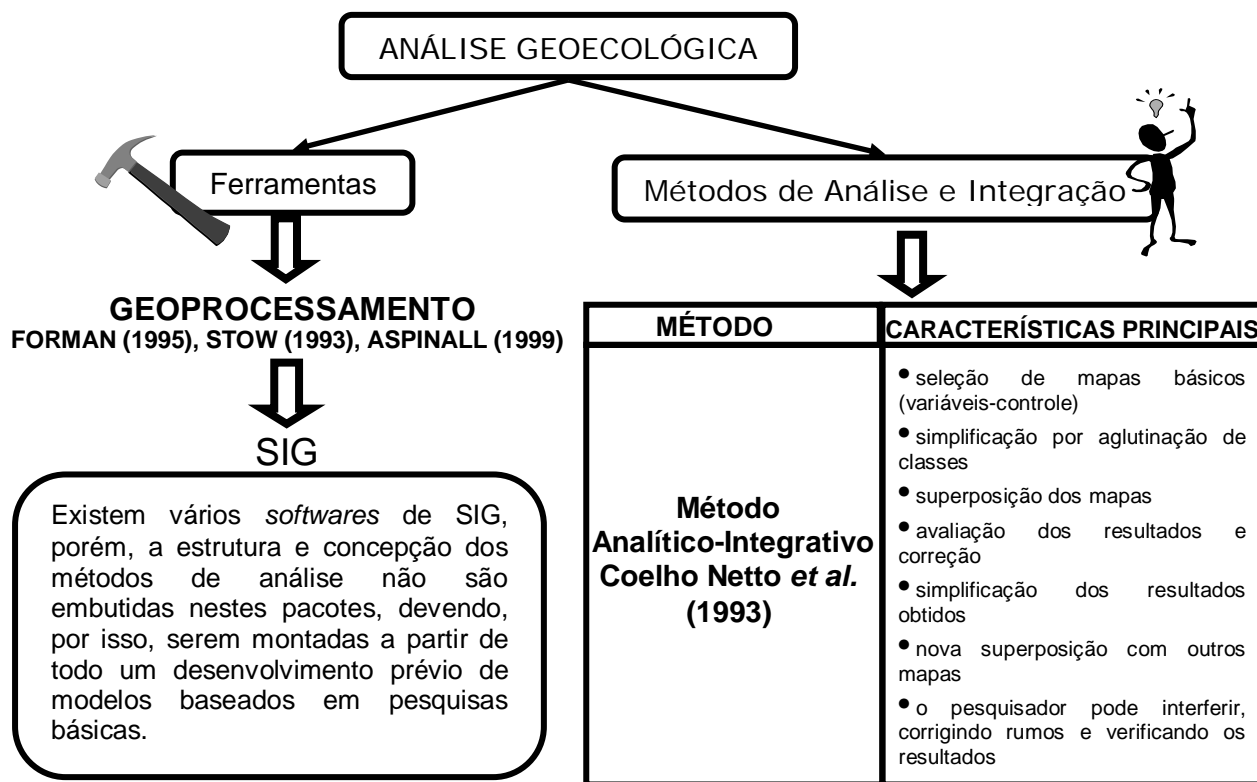 ANÁLISE GEOECOLÓGICA
Ferramentas
GEOPROCESSAMENTO
FORMAN (1995), STOW (1993), ASPINALL (1999)
SIG
Existem vários softwares de SIG,
porém, a estrutura e concepção dos
métodos de análise não são
embutidas nestes pacotes, devendo,
por isso, serem montadas a partir de
todo um desenvolvimento prévio de
modelos baseados em pesquisas
básicas.
Métodos de Análise e Integração
MÉTODO
CARACTERÍSTICAS PRINCIPAIS
Método
Analítico-Integrativo
Coelho Netto et al.
(1993)
• seleção de mapas básicos
(variáveis-controle)
• simplificação por aglutinação de
classes
• superposição dos mapas
• avaliação dos resultados e
correção
• simplificação dos resultados
obtidos
• nova superposição com outros
mapas
• o pesquisador pode interferir,
corrigindo rumos e verificando os
resultados